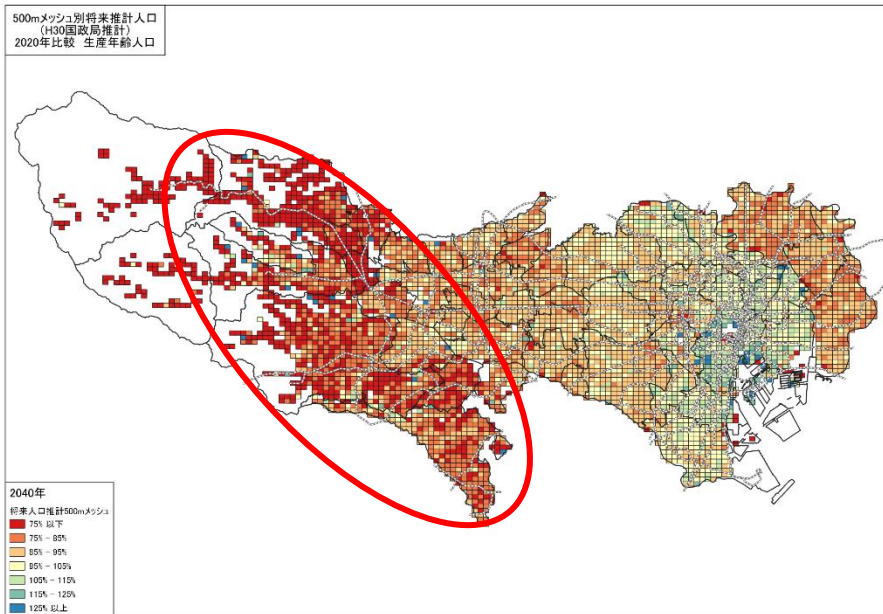 500mメッシュ別将来推計人口
(H30国政局推計)
2020年比較 生産年齢人口
2040年
将来人口推計500mメッシュ
75% 以下
75% - 85%
85% - 95%
95% - 105%
105% - 115%
115% - 125%
125% 以上